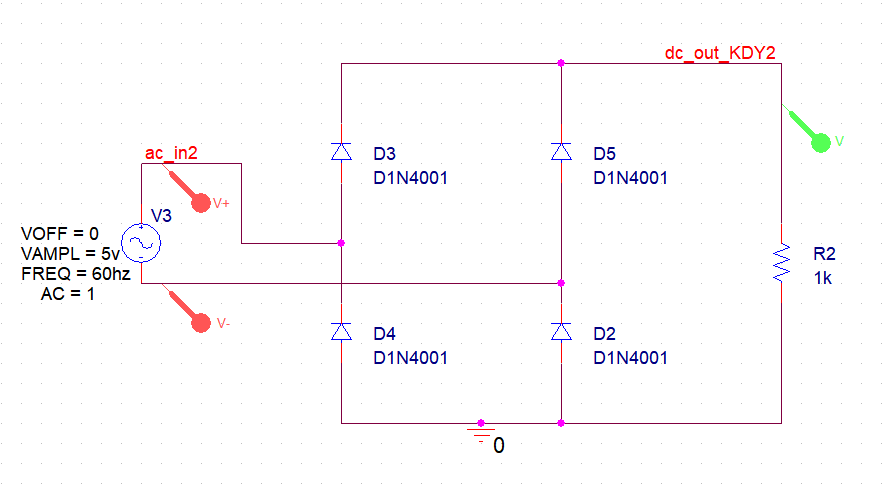 dc_out_KDY2
V
ac_in2
D3
D1N4001
D5
D1N4001
V+
V3
VOFF = 0
VAMPL = 5v
FREQ = 60hz
AC = 1
R2
1k
V-
D4
D1N4001
D2
D1N4001
0